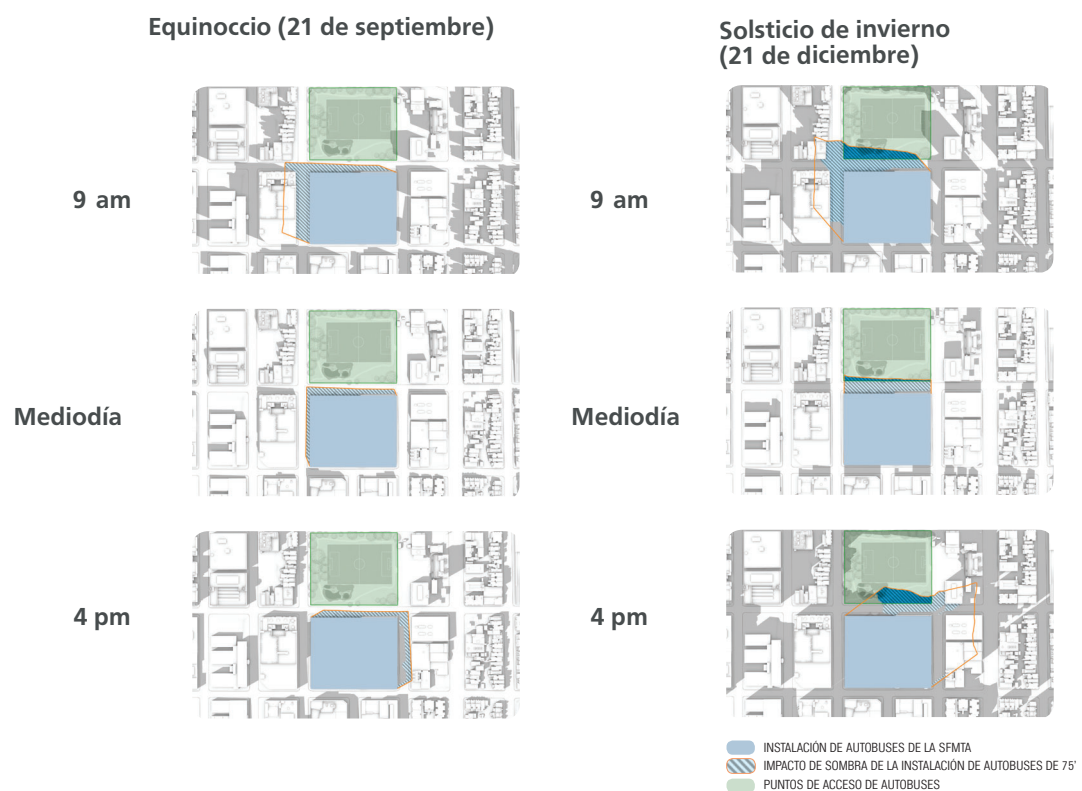 Equinoccio (21 de septiembre)
Solsticio de invierno
(21 de diciembre)
9 am
9 am
Mediodía
Mediodía
4 pm
4 pm
INSTALACIÓN DE AUTOBUSES DE LA SFMTA
IMPACTO DE SOMBRA DE LA INSTALACIÓN DE AUTOBUSES DE 75'
PUNTOS DE ACCESO DE AUTOBUSES